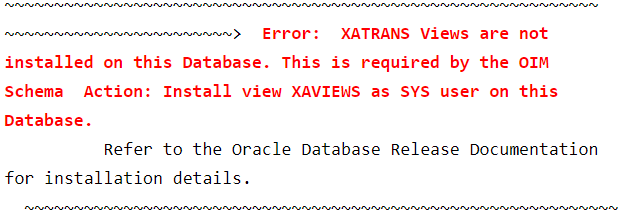 ~~~~~~~~~~~~~~~~~~~~~~~~~~~~~~~~~~~~~~~~~~~~~~~~~~~~~~~~~~~~
~~~~~~~~~~~~~~~~~~~~~~~>  Error:  XATRANS Views are not
installed on this Database. This is required by the OIM
Schema  Action: Install view XAVIEWS as SYS user on this
Database.
          Refer to the Oracle Database Release Documentation
for installation details.
  ~~~~~~~~~~~~~~~~~~~~~~~~~~~~~~~~~~~~~~~~~~~~~~~~~~~~~~~~~~~~